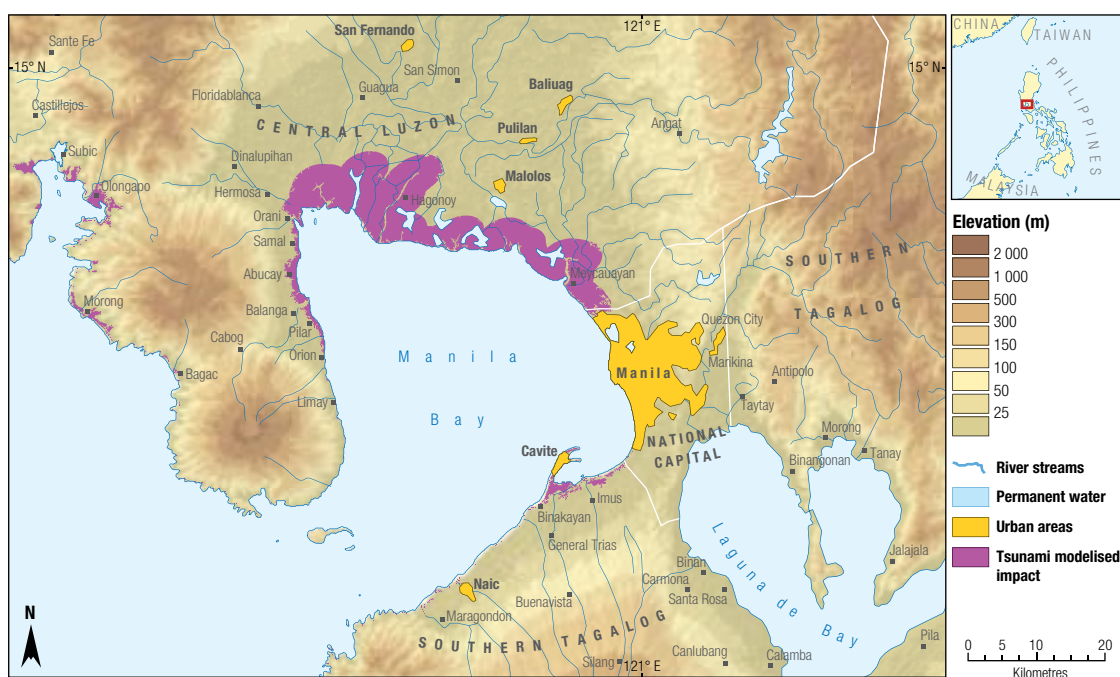 San Fernando
121° E
Sante Fe
15° N
15° N
San Simon
Guagua
Baliuag
Castillejos
Floridablanca
CENTRAL LUZON
Pulilan
Angat
Subic
Dinalupihan
Malolos
Olongapo
Hermosa
Hagonoy
Orani
Samal
SOUTHERN
Abucay
Meycauayan
Morong
TAGALOG
Balanga
Pilar
Quezon City
Cabog
Orion
Manila
Marikina
Bagac
Manila
Antipolo
Limay
Bay
Taytay
NATIONAL
CAPITAL
Morong
Cavite
Tanay
Binangonan
Imus
Binakayan
General Trias
Laguna de Bay
Jalajala
Binan
Naic
Carmona
Buenavista
Santa Rosa
Maragondon
SOUTHERN TAGALOG
Pila
Canlubang
Silang
121° E
Calamba
N
CHINA
TAIWAN
PHILIPPINES
MALAYSIA
Elevation (m)
2 000
1 000
500
300
150
100
50
25
River streams
Permanent water
Urban areas
Tsunami modelised
impact
0 5 10 20
Kilometres